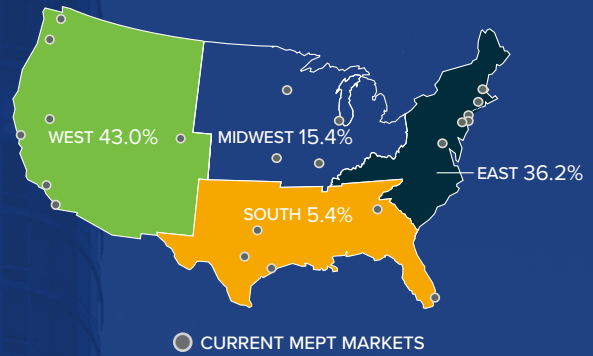 WEST 43.0%
MIDWEST 15.4%
EAST 36.2%
SOUTH 5.4%
CURRENT MEPT MARKETS